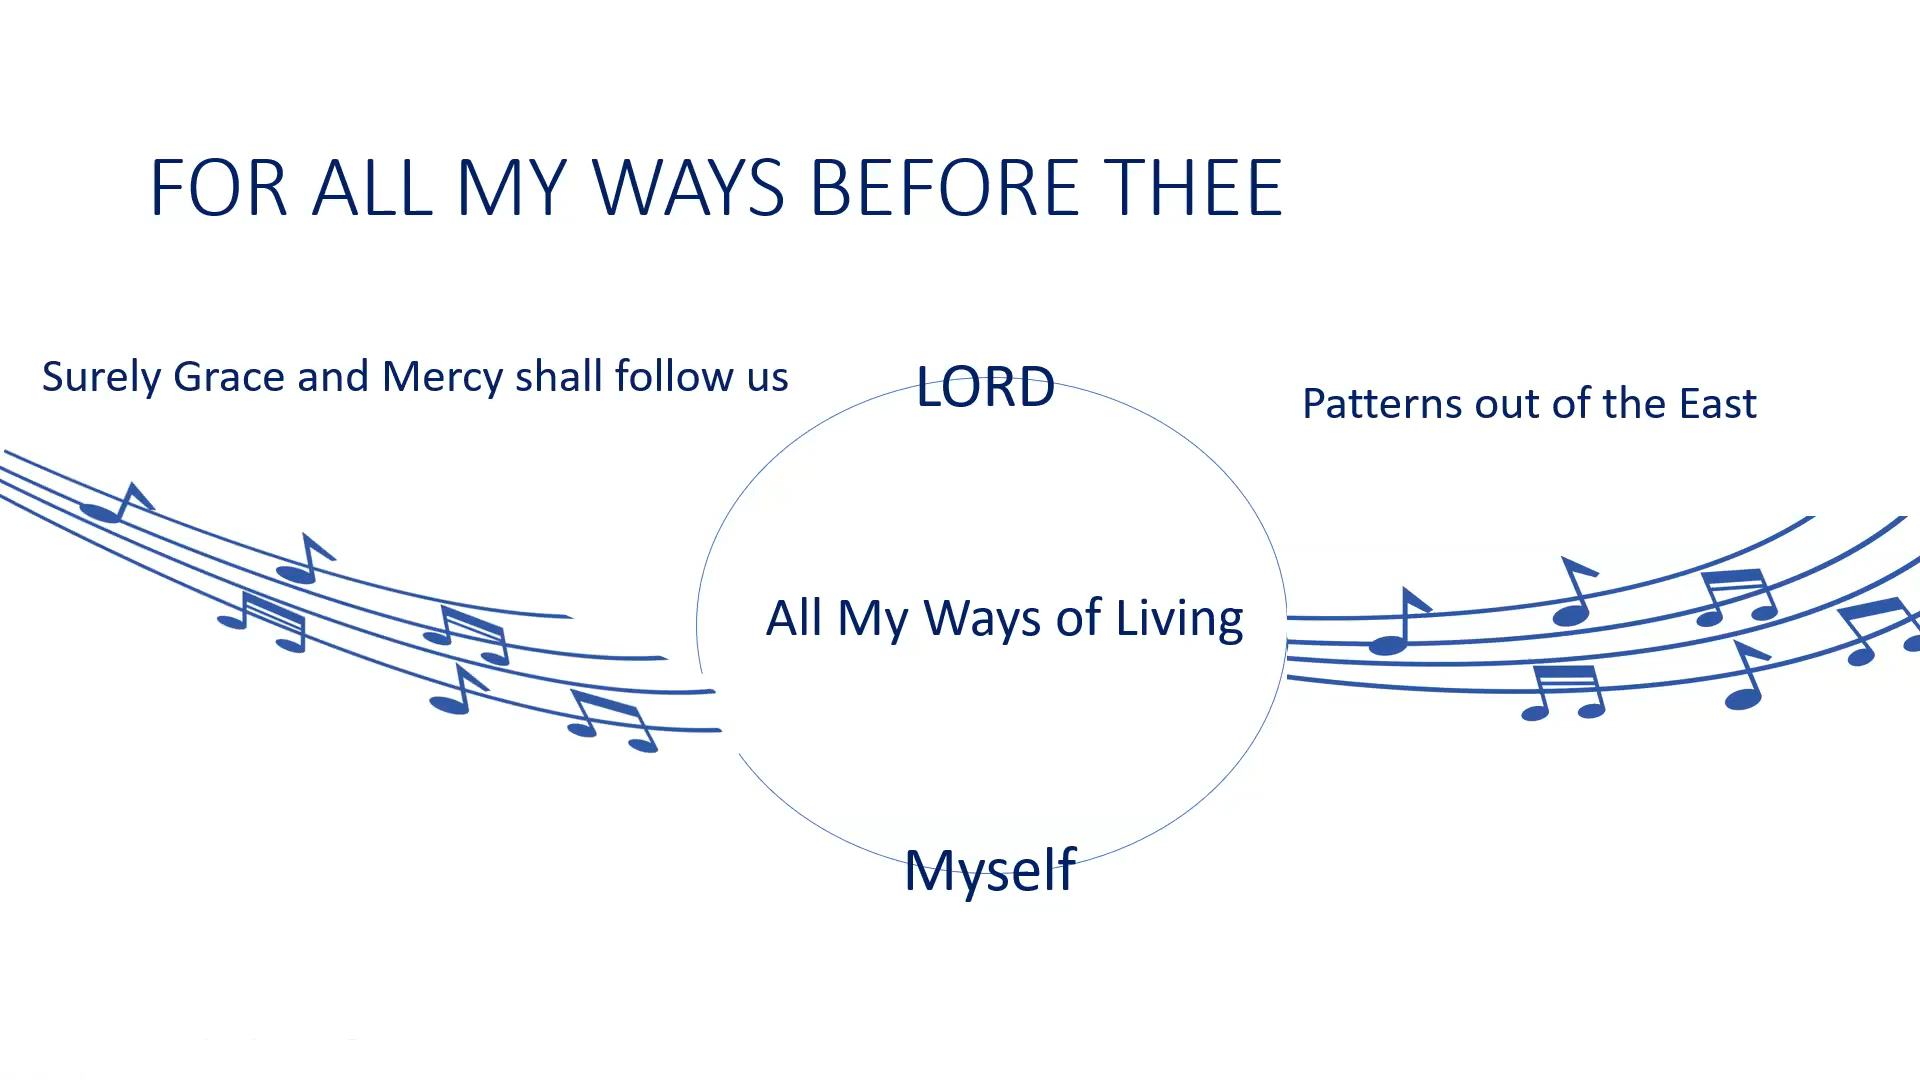 FOR ALL MY WAYS BEFORE THEE
Surely Grace and Mercy shall follow us
LORD
Patterns out of the East
All My Ways of Living
Myself